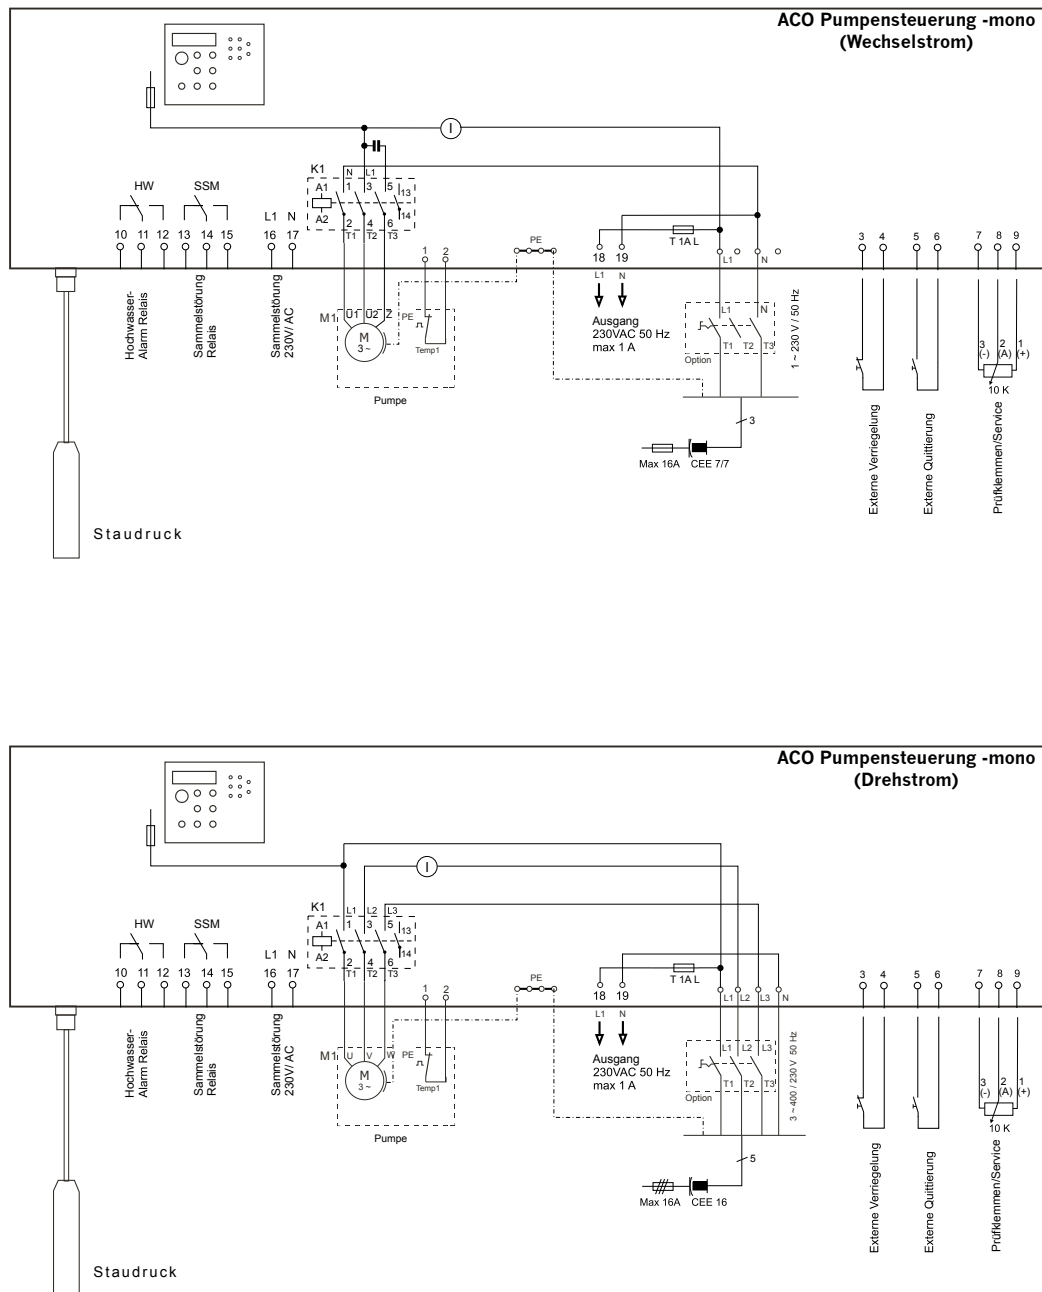 ACO Pumpensteuerung -mono
(Wechselstrom)
I
K1
N L1
A1 1 3 5 13
A2 2 4 6 14
T1 T2 T3
HW SSM
L1 N
10 11 12 13 14 15 16 17
1 2
PE
18 19
T 1A L
L1 N
3 4 5 6 7 8 9
Hochwasser-
Alarm Relais
Sammelstörung
Relais
Sammelstörung
230V/ AC
M1 U1 U2 Z PE
M
3 ~
Temp1
Pumpe
L1 N
Ausgang
230VAC 50 Hz
max 1 A
L1 N
T1 T2 T3
Option
1 ~ 230 V / 50 Hz
3
Max 16A CEE 7/7
3 2 1
(-) (A) (+)
10 K
Externe Verriegelung
Externe Quittierung
Prüfklemmen/Service
Staudruck
ACO Pumpensteuerung -mono
(Drehstrom)
I
K1
L1 L2 L3
A1 1 3 5 13
A2 2 4 6 14
T1 T2 T3
HW SSM
L1 N
10 11 12 13 14 15 16 17
1 2
PE
18 19
T 1A L
L1 L2 L3 N
3 4 5 6 7 8 9
Hochwasser-
Alarm Relais
Sammelstörung
Relais
Sammelstörung
230V/ AC
M1 U V W PE
M
3 ~
Temp1
Pumpe
L1 N
Ausgang
230VAC 50 Hz
max 1 A
L1 L2 L3
T1 T2 T3
Option
3 ~ 400 / 230 V 50 Hz
5
Max 16A CEE 16
3 2 1
(-) (A) (+)
10 K
Externe Verriegelung
Externe Quittierung
Prüfklemmen/Service
Staudruck